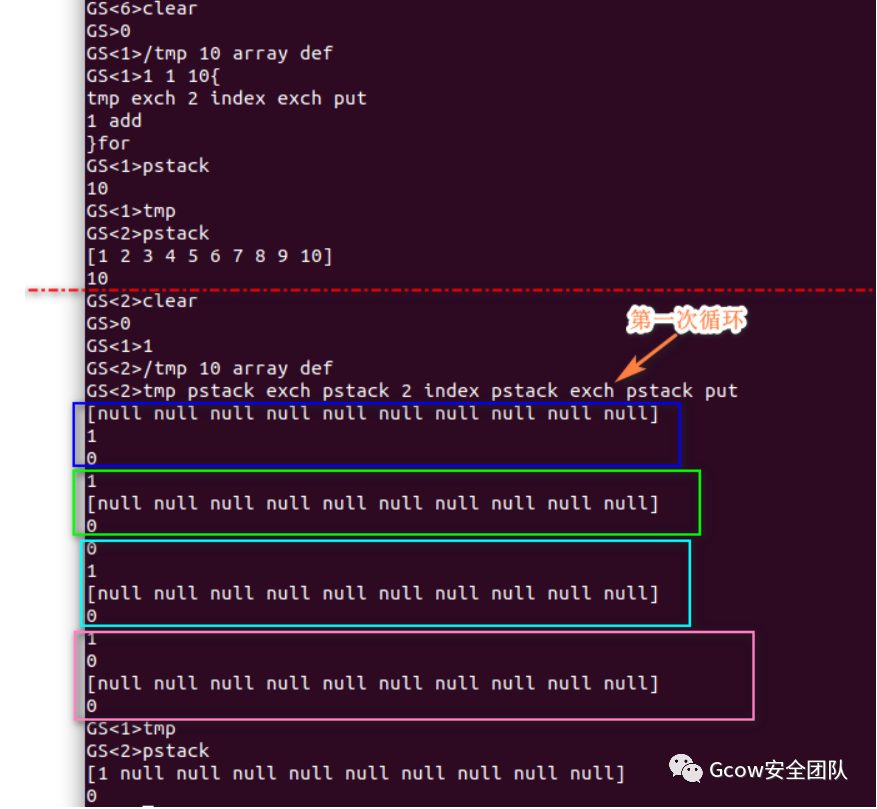 GS<6>clear
GS>0
GS<1>/tmp 10 array def
GS<1>1 1 10{
tmp exch 2 index exch put
1 add
}for
GS<1>pstack
10
GS<1>tmp
GS<2>pstack
[1 2 3 4 5 6 7 8 9 10]
10
GS<2>clear
GS>0
GS<1>1
GS<2>/tmp 10 array def
第一次循环
GS<2>tmp pstack exch pstack 2 index pstack exch pstack put
[null null null null null null null null null null]
1
0
1
[null null null null null null null null null null]
0
0
1
[null null null null null null null null null null]
0
1
0
[null null null null null null null null null null]
0
GS<1>tmp
GS<2>pstack
[1 null null null null null null null null null]
0
Gcow安全团队